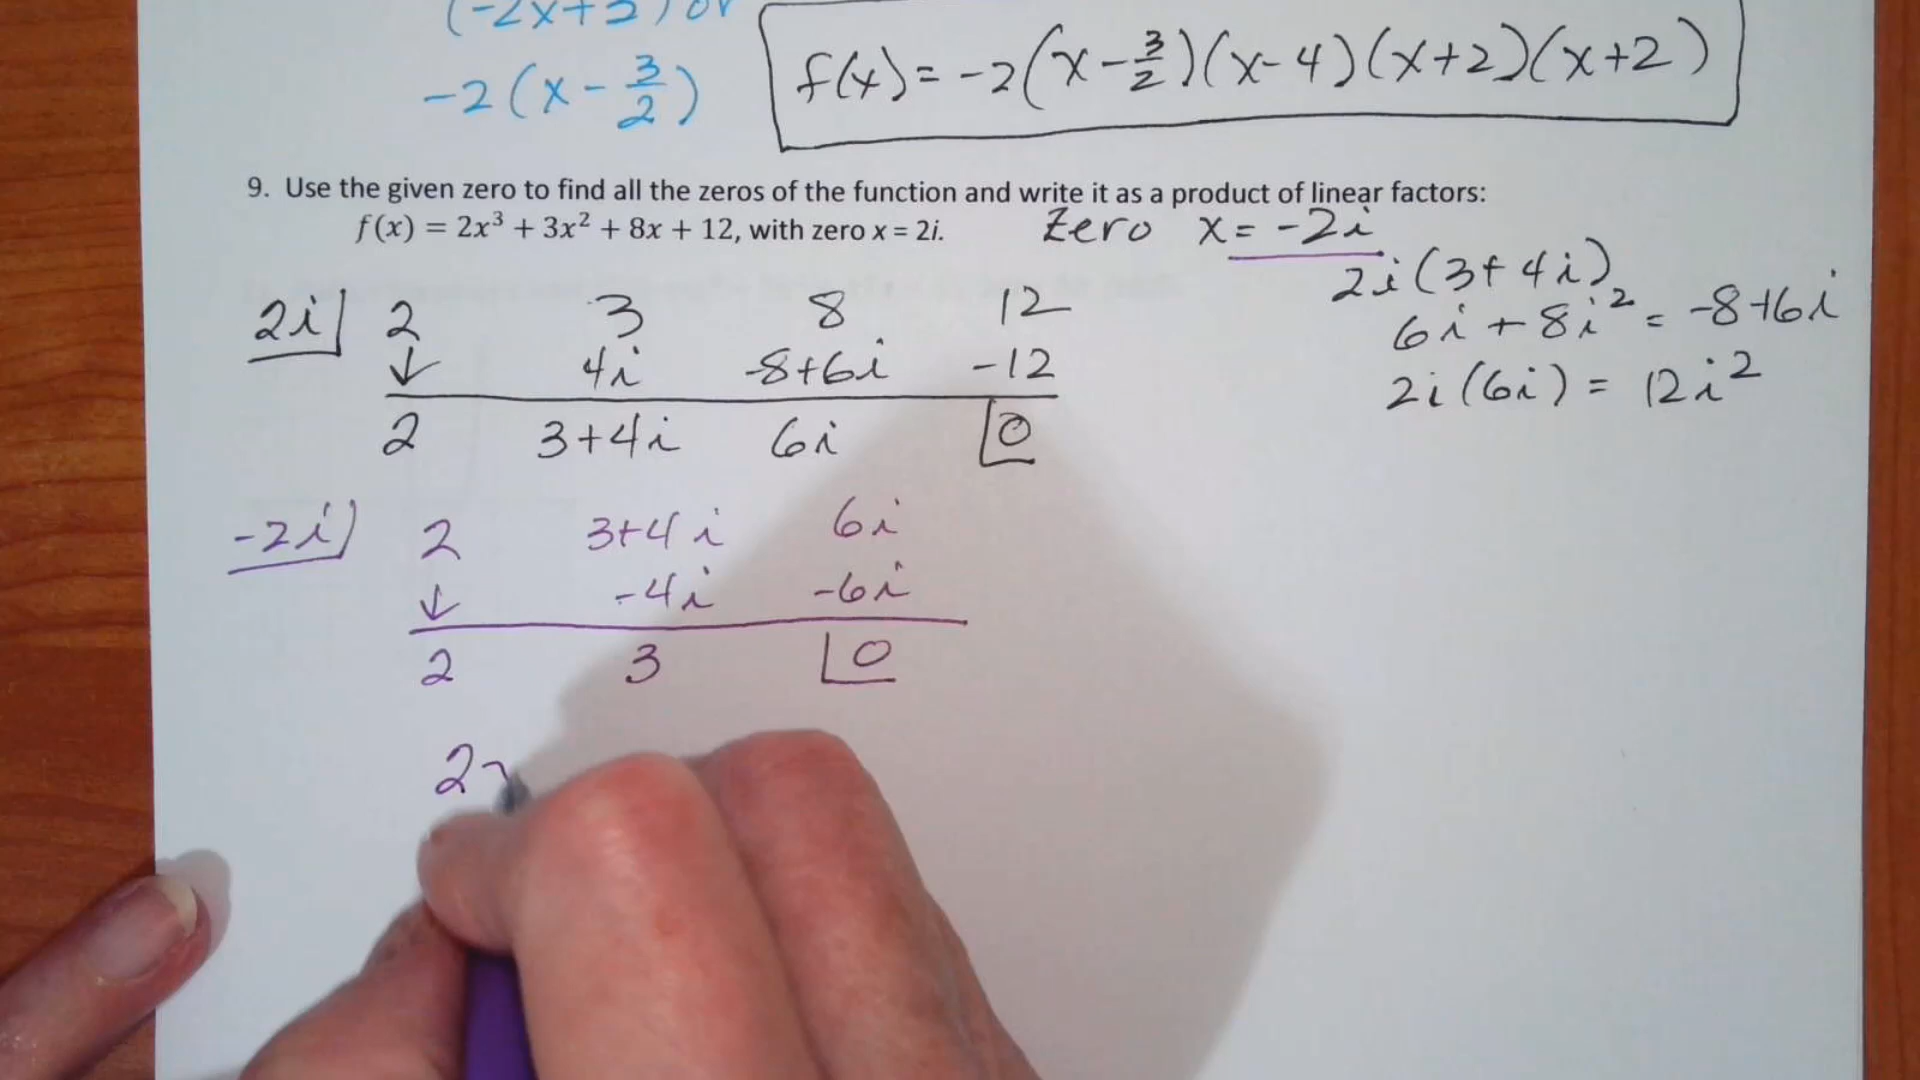 (-2x+3) or
-2(x-3/2)
f(x) = -2(x-3/2)(x-4)(x+2)(x+2)
9. Use the given zero to find all the zeros of the function and write it as a product of linear factors:
f(x) = 2x³ + 3x² + 8x + 12, with zero x = 2i.
Zero x = -2i
2i(3+4i)
6i + 8i² = -8+6i
2i(6i) = 12i²
2i| 2 3 8 12
↓ 4i -8+6i -12
2 3+4i 6i |0
-2i) 2 3+4i 6i
↓ -4i -6i
2 3 |0
2x